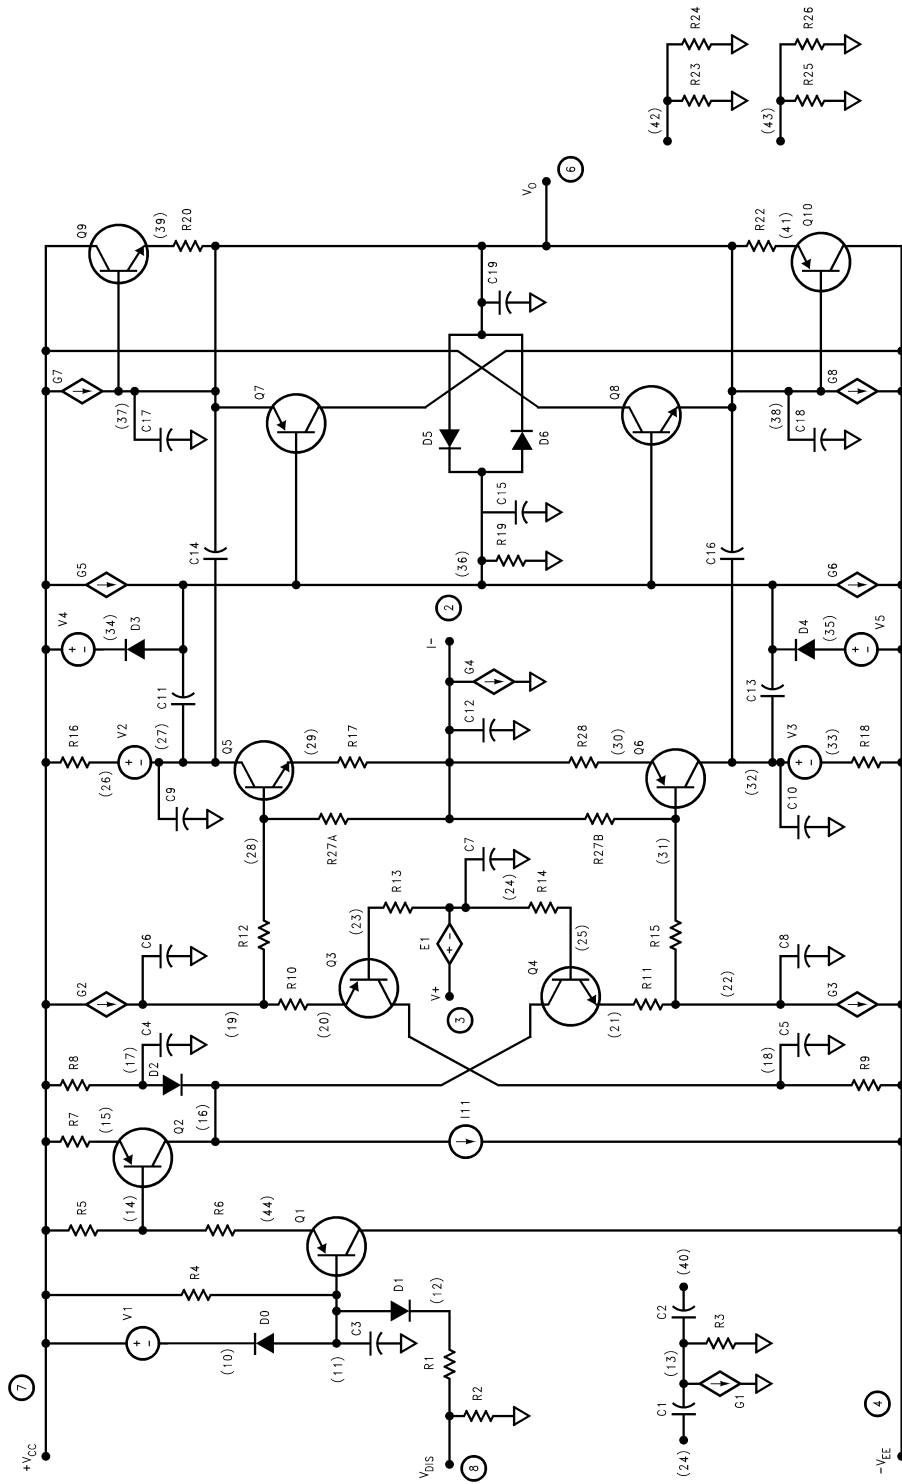 +VCC
7
V1
(10)
D0
(11)
C3
D1
(12)
R1
R2
VDIS
8
R4
R5
(14)
R6
(44)
Q1
R7
(15)
Q2
(16)
I11
R8
(17)
C4
D2
(18)
C5
R9
G2
C6
(19)
R10
(20)
Q3
R12
(23)
R13
C7
(24)
R14
E1
V+
3
Q4
(25)
R11
(21)
R15
(22)
C8
G3
R16
(26)
V2
(27)
C9
C11
Q5
(28)
(29)
R17
R27A
I-
2
G4
C12
R28
R27B
(30)
Q6
(31)
(32)
C13
V3
(33)
C10
R18
V4
(34)
D3
G5
D4
(35)
V5
G6
C14
C16
(36)
R19
C15
D5
D6
Q7
Q8
G7
(37)
C17
(38)
C18
G8
C19
Q9
(39)
R20
VO
6
R22
(41)
Q10
(24)
C1
G1
(13)
R3
C2
(40)
-VEE
4
(42)
R23
R24
(43)
R25
R26